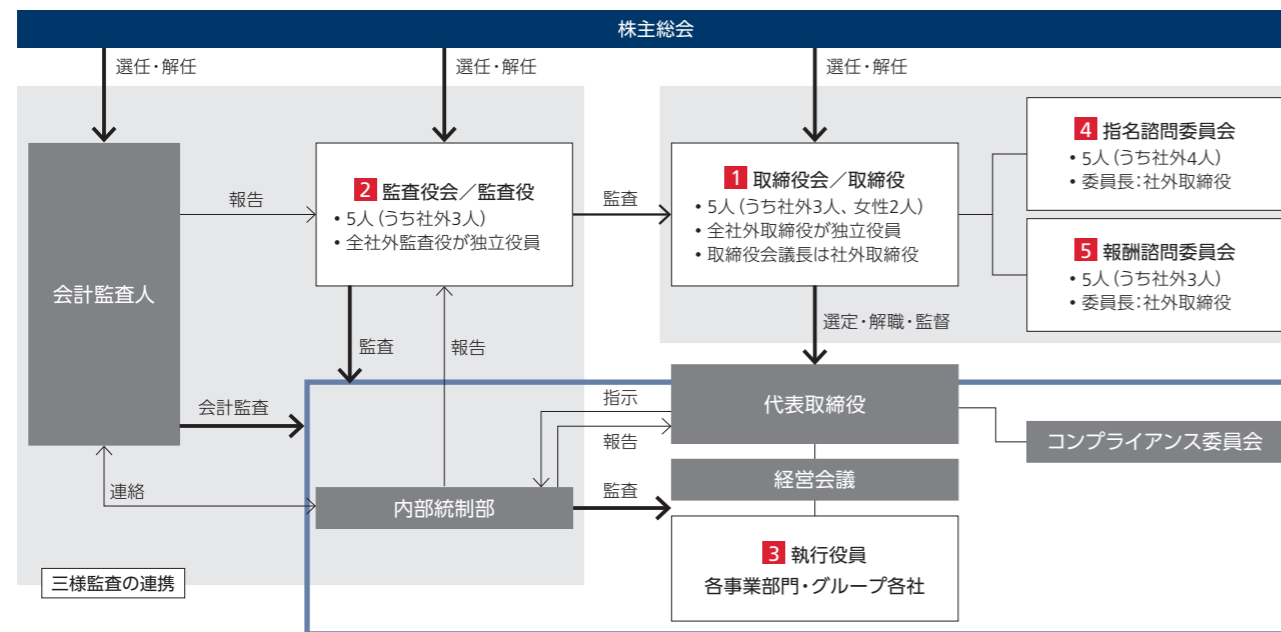 株主総会
選任・解任
選任・解任
選任・解任
4 指名諮問委員会
• 5人(うち社外4人)
• 委員長:社外取締役
2 監査役会/監査役
• 5人(うち社外3人)
• 全社外監査役が独立役員
1 取締役会/取締役
• 5人(うち社外3人、女性2人)
• 全社外取締役が独立役員
• 取締役会議長は社外取締役
報告
監査
5 報酬諮問委員会
• 5人(うち社外3人)
• 委員長:社外取締役
会計監査人
選定・解職・監督
監査
報告
会計監査
指示
報告
代表取締役
コンプライアンス委員会
経営会議
連絡
内部統制部
監査
3 執行役員
各事業部門・グループ各社
三様監査の連携